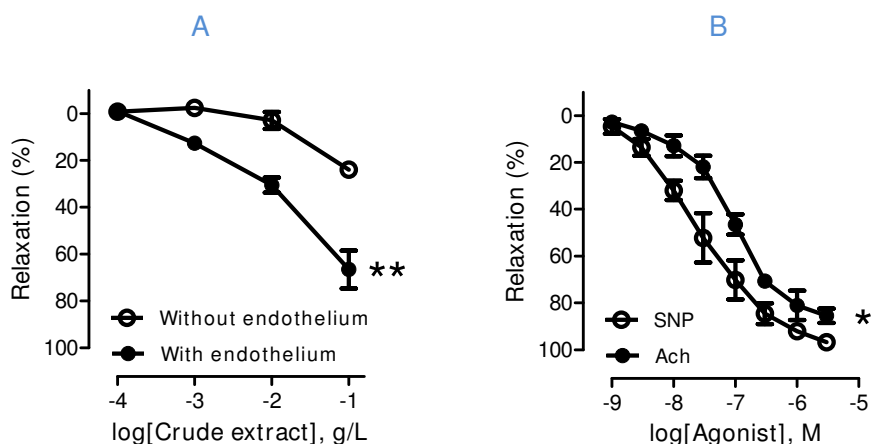 A
Relaxation (%)
0
20
40
60
80
100
**
Without endothelium
With endothelium
-4 -3 -2 -1
log[Crude extract], g/L
B
Relaxation (%)
0
20
40
60
80
100
*
SNP
Ach
-9 -8 -7 -6 -5
log[Agonist], M